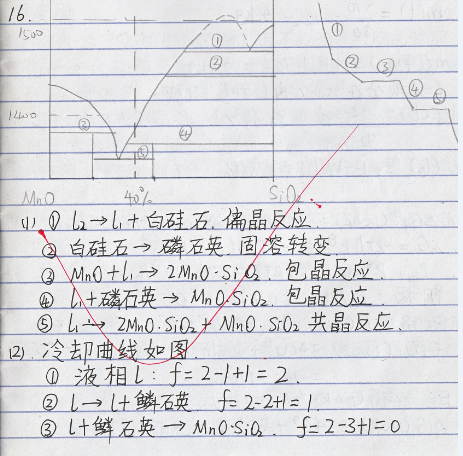 16.
1500
① ② ① ② ③ ④ ⑤
1400
③ ⑤ ④
MnO 40% SiO2
(1) ① L2→L1+白硅石. 偏晶反应.
② 白硅石→磷石英 固溶转变
③ MnO+L1→2MnO·SiO2. 包晶反应
④ L1+磷石英→MnO·SiO2. 包晶反应.
⑤ L1→2MnO·SiO2+MnO·SiO2 共晶反应.
(2). 冷却曲线如图.
① 液相L: f=2-1+1=2.
② L→L+鳞石英 f=2-2+1=1.
③ L+鳞石英→MnO·SiO2. f=2-3+1=0